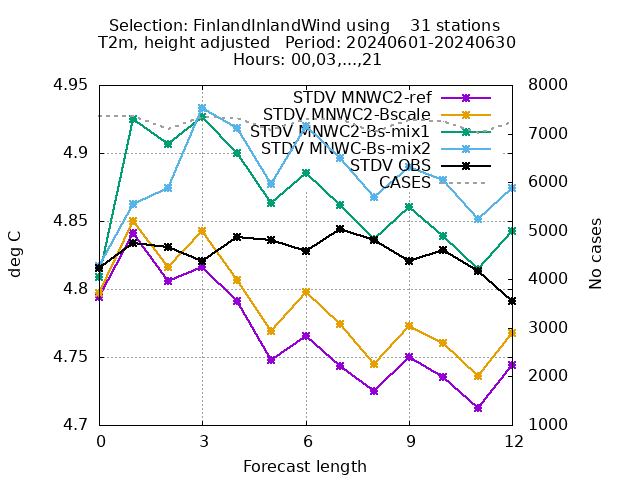 Selection: FinlandInlandWind using    31 stations
T2m, height adjusted   Period: 20240601-20240630
Hours: 00,03,...,21
4.95
4.9
4.85
4.8
4.75
4.7
8000
7000
6000
5000
4000
3000
2000
1000
STDV MNWC2-ref
STDV MNWC2-Bscale
STDV MNWC2-Bs-mix1
STDV MNWC-Bs-mix2
STDV OBS
CASES
deg C
No cases
0
3
6
9
12
Forecast length